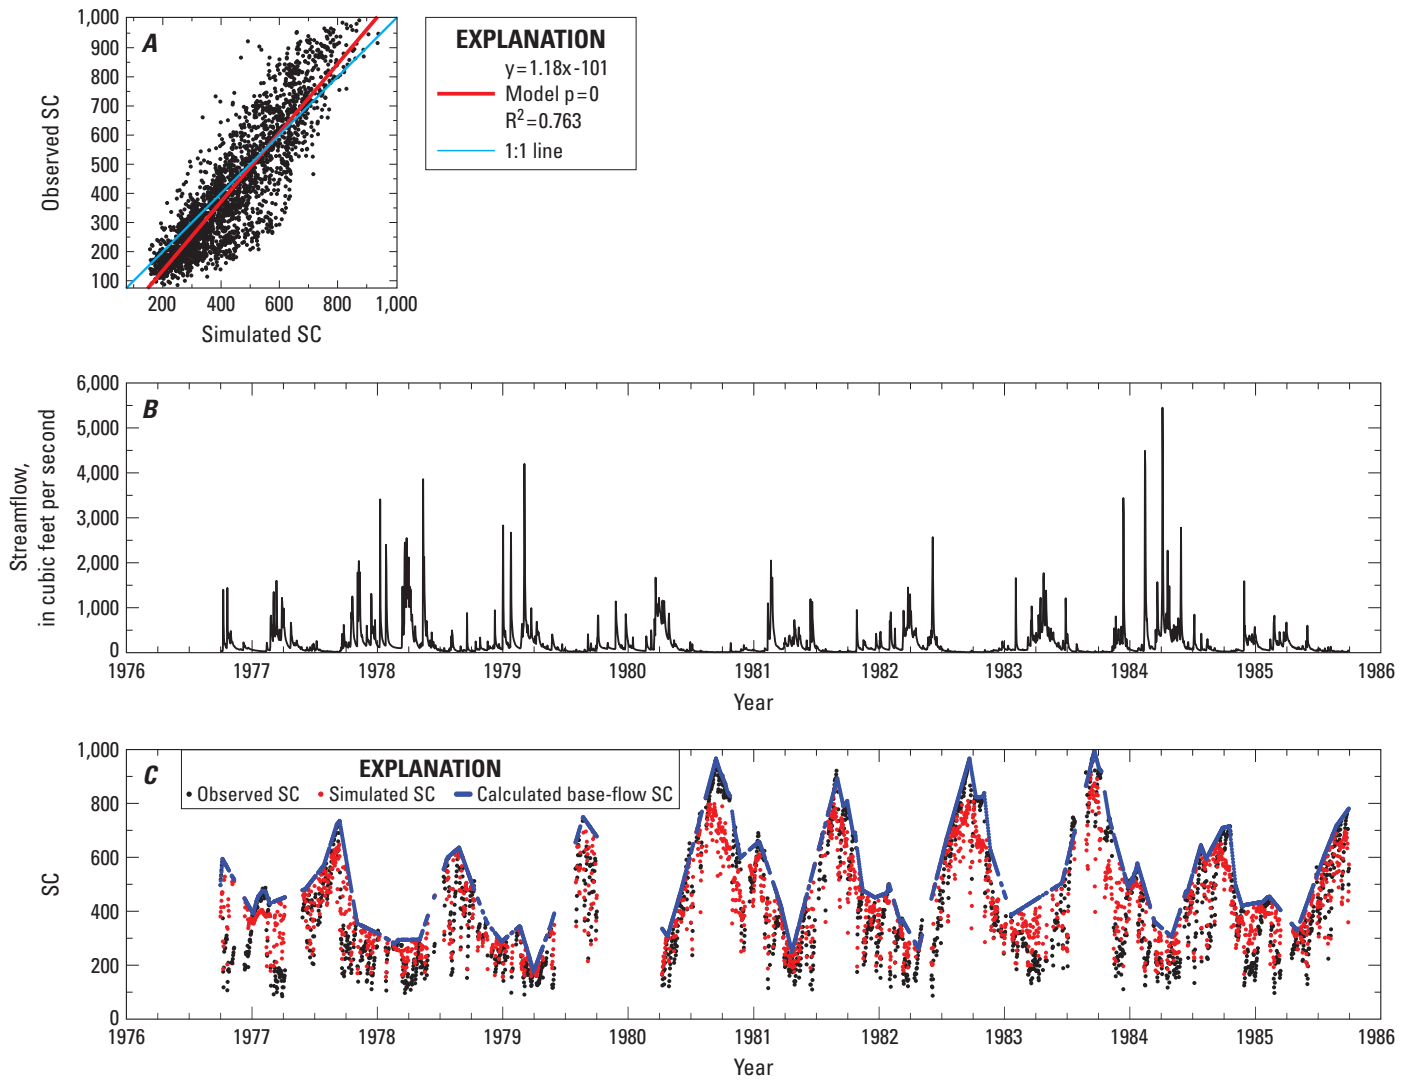 A
1,000
900
800
700
600
500
400
300
200
100
Observed SC
200 400 600 800 1,000
Simulated SC
EXPLANATION
y=1.18x-101
Model p=0
R²=0.763
1:1 line
B
6,000
5,000
4,000
3,000
2,000
1,000
0
Streamflow,
in cubic feet per second
1976 1977 1978 1979 1980 1981 1982 1983 1984 1985 1986
Year
C
1,000
800
600
400
200
0
SC
EXPLANATION
Observed SC Simulated SC Calculated base-flow SC
1976 1977 1978 1979 1980 1981 1982 1983 1984 1985 1986
Year